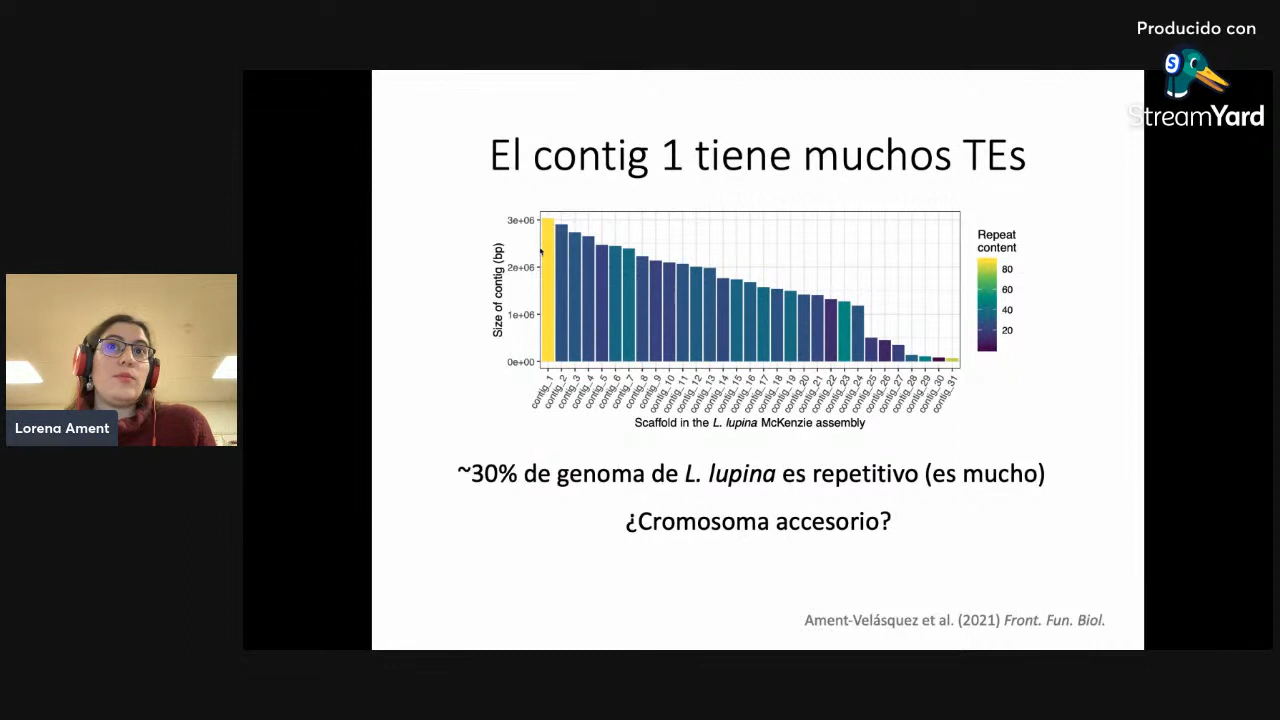 Producido con
StreamYard
El contig 1 tiene muchos TEs
Size of contig (bp)
3e+06
2e+06
1e+06
0e+00
contig_1
contig_2
contig_3
contig_4
contig_5
contig_6
contig_7
contig_8
contig_9
contig_10
contig_11
contig_12
contig_13
contig_14
contig_15
contig_16
contig_17
contig_18
contig_19
contig_20
contig_21
contig_22
contig_23
contig_24
contig_25
contig_26
contig_27
contig_28
contig_29
contig_30
contig_31
Scaffold in the L. lupina McKenzie assembly
Repeat
content
80
60
40
20
Lorena Ament
~30% de genoma de L. lupina es repetitivo (es mucho)
¿Cromosoma accesorio?
Ament-Velásquez et al. (2021) Front. Fun. Biol.